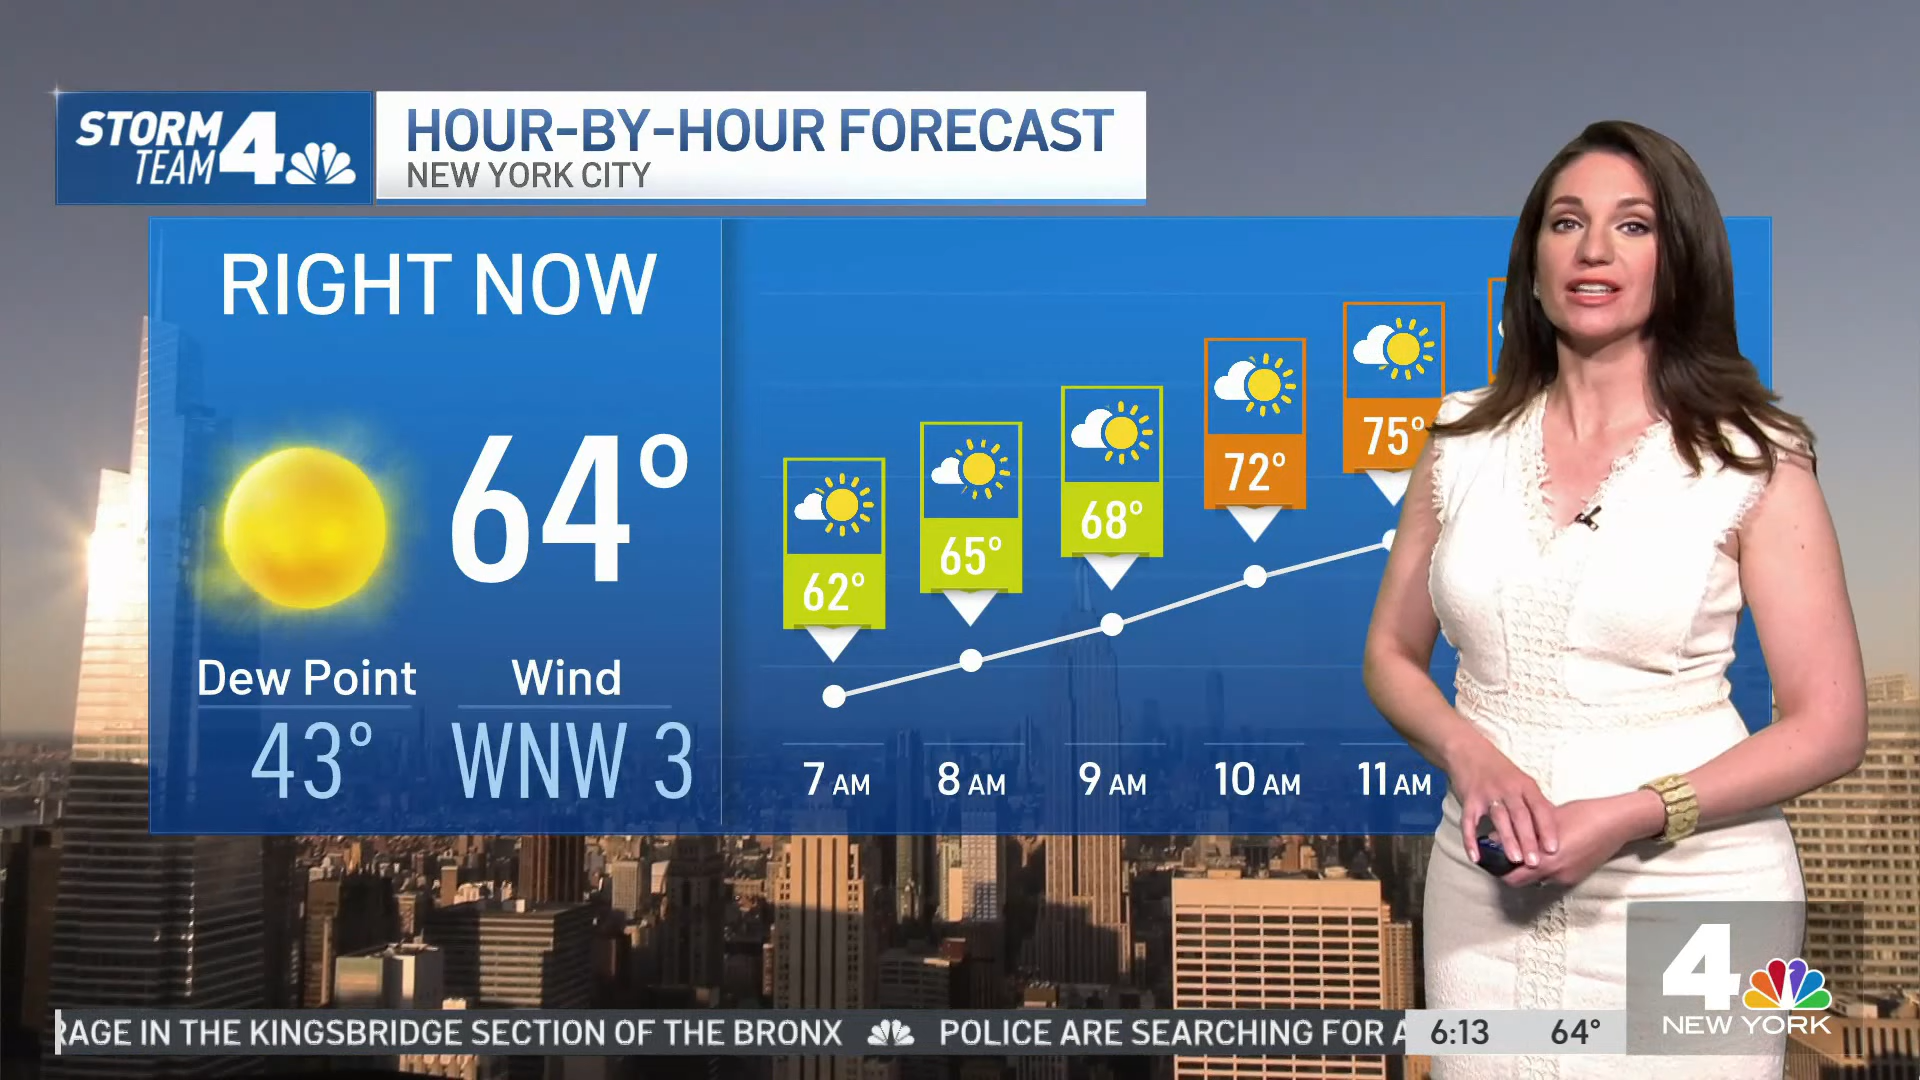 STORM
TEAM 4
HOUR-BY-HOUR FORECAST
NEW YORK CITY
RIGHT NOW
64°
Dew Point
43°
Wind
WNW 3
62°
65°
68°
72°
75°
7 AM
8 AM
9 AM
10 AM
11 AM
RAGE IN THE KINGSBRIDGE SECTION OF THE BRONX
POLICE ARE SEARCHING FOR A
6:13
64°
4
NEW YORK